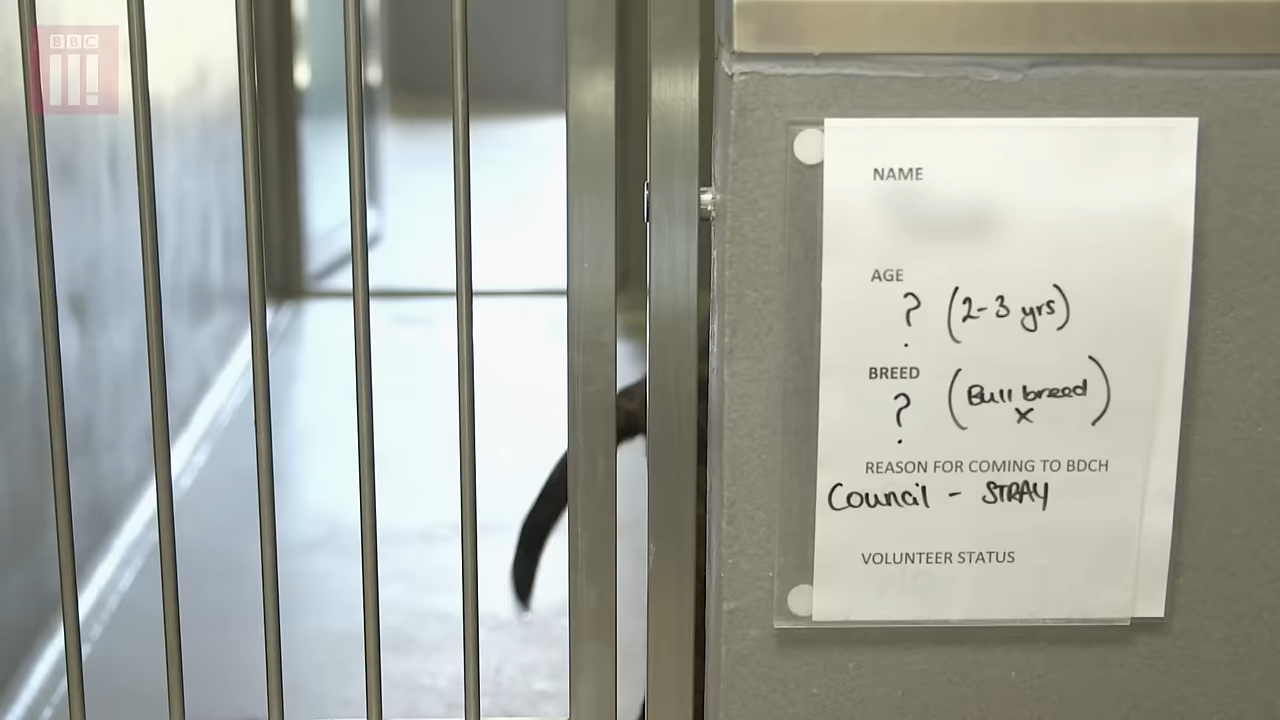 BBC
NAME
AGE
? (2-3 yrs)
BREED
? (Bull breed)
x
REASON FOR COMING TO BDCH
Council - STRAY
VOLUNTEER STATUS